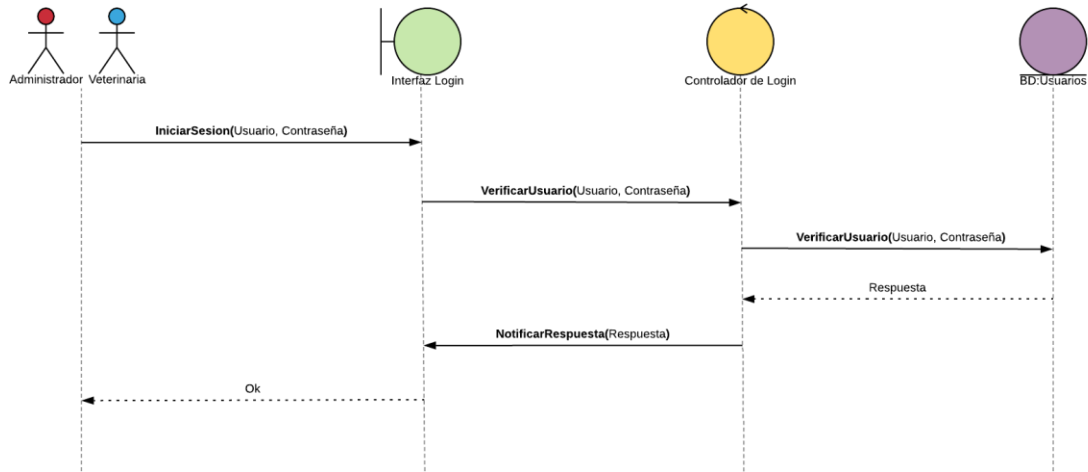 Administrador
Veterinaria
Interfaz Login
Controlador de Login
BD:Usuarios
IniciarSesion(Usuario, Contraseña)
VerificarUsuario(Usuario, Contraseña)
VerificarUsuario(Usuario, Contraseña)
Respuesta
NotificarRespuesta(Respuesta)
Ok